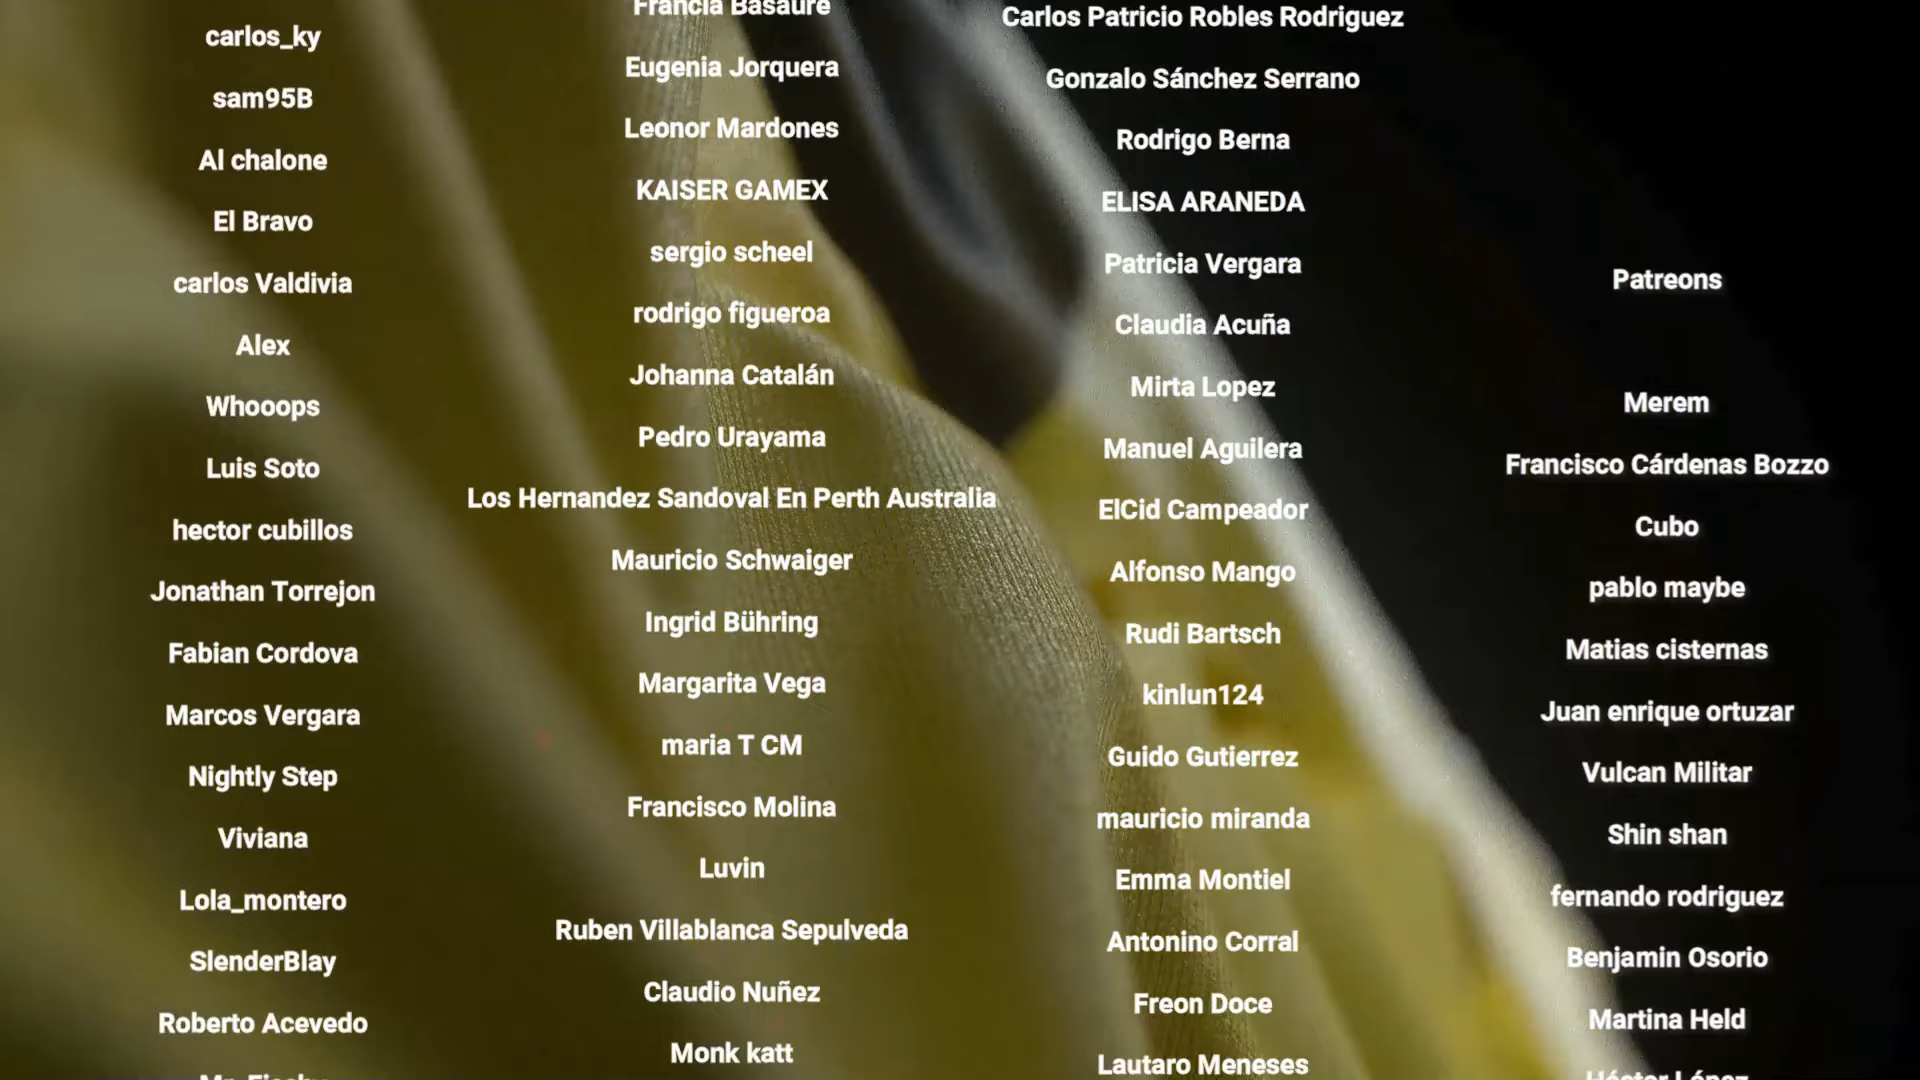 carlos_ky
sam95B
Al chalone
El Bravo
carlos Valdivia
Alex
Whooops
Luis Soto
hector cubillos
Jonathan Torrejon
Fabian Cordova
Marcos Vergara
Nightly Step
Viviana
Lola_montero
SlenderBlay
Roberto Acevedo
Francia Basaure
Eugenia Jorquera
Leonor Mardones
KAISER GAMEX
sergio scheel
rodrigo figueroa
Johanna Catalán
Pedro Urayama
Los Hernandez Sandoval En Perth Australia
Mauricio Schwaiger
Ingrid Bühring
Margarita Vega
maria T CM
Francisco Molina
Luvin
Ruben Villablanca Sepulveda
Claudio Nuñez
Monk katt
Carlos Patricio Robles Rodriguez
Gonzalo Sánchez Serrano
Rodrigo Berna
ELISA ARANEDA
Patricia Vergara
Claudia Acuña
Mirta Lopez
Manuel Aguilera
ElCid Campeador
Alfonso Mango
Rudi Bartsch
kinlun124
Guido Gutierrez
mauricio miranda
Emma Montiel
Antonino Corral
Freon Doce
Lautaro Meneses
Patreons
Merem
Francisco Cárdenas Bozzo
Cubo
pablo maybe
Matias cisternas
Juan enrique ortuzar
Vulcan Militar
Shin shan
fernando rodriguez
Benjamin Osorio
Martina Held
Héctor López